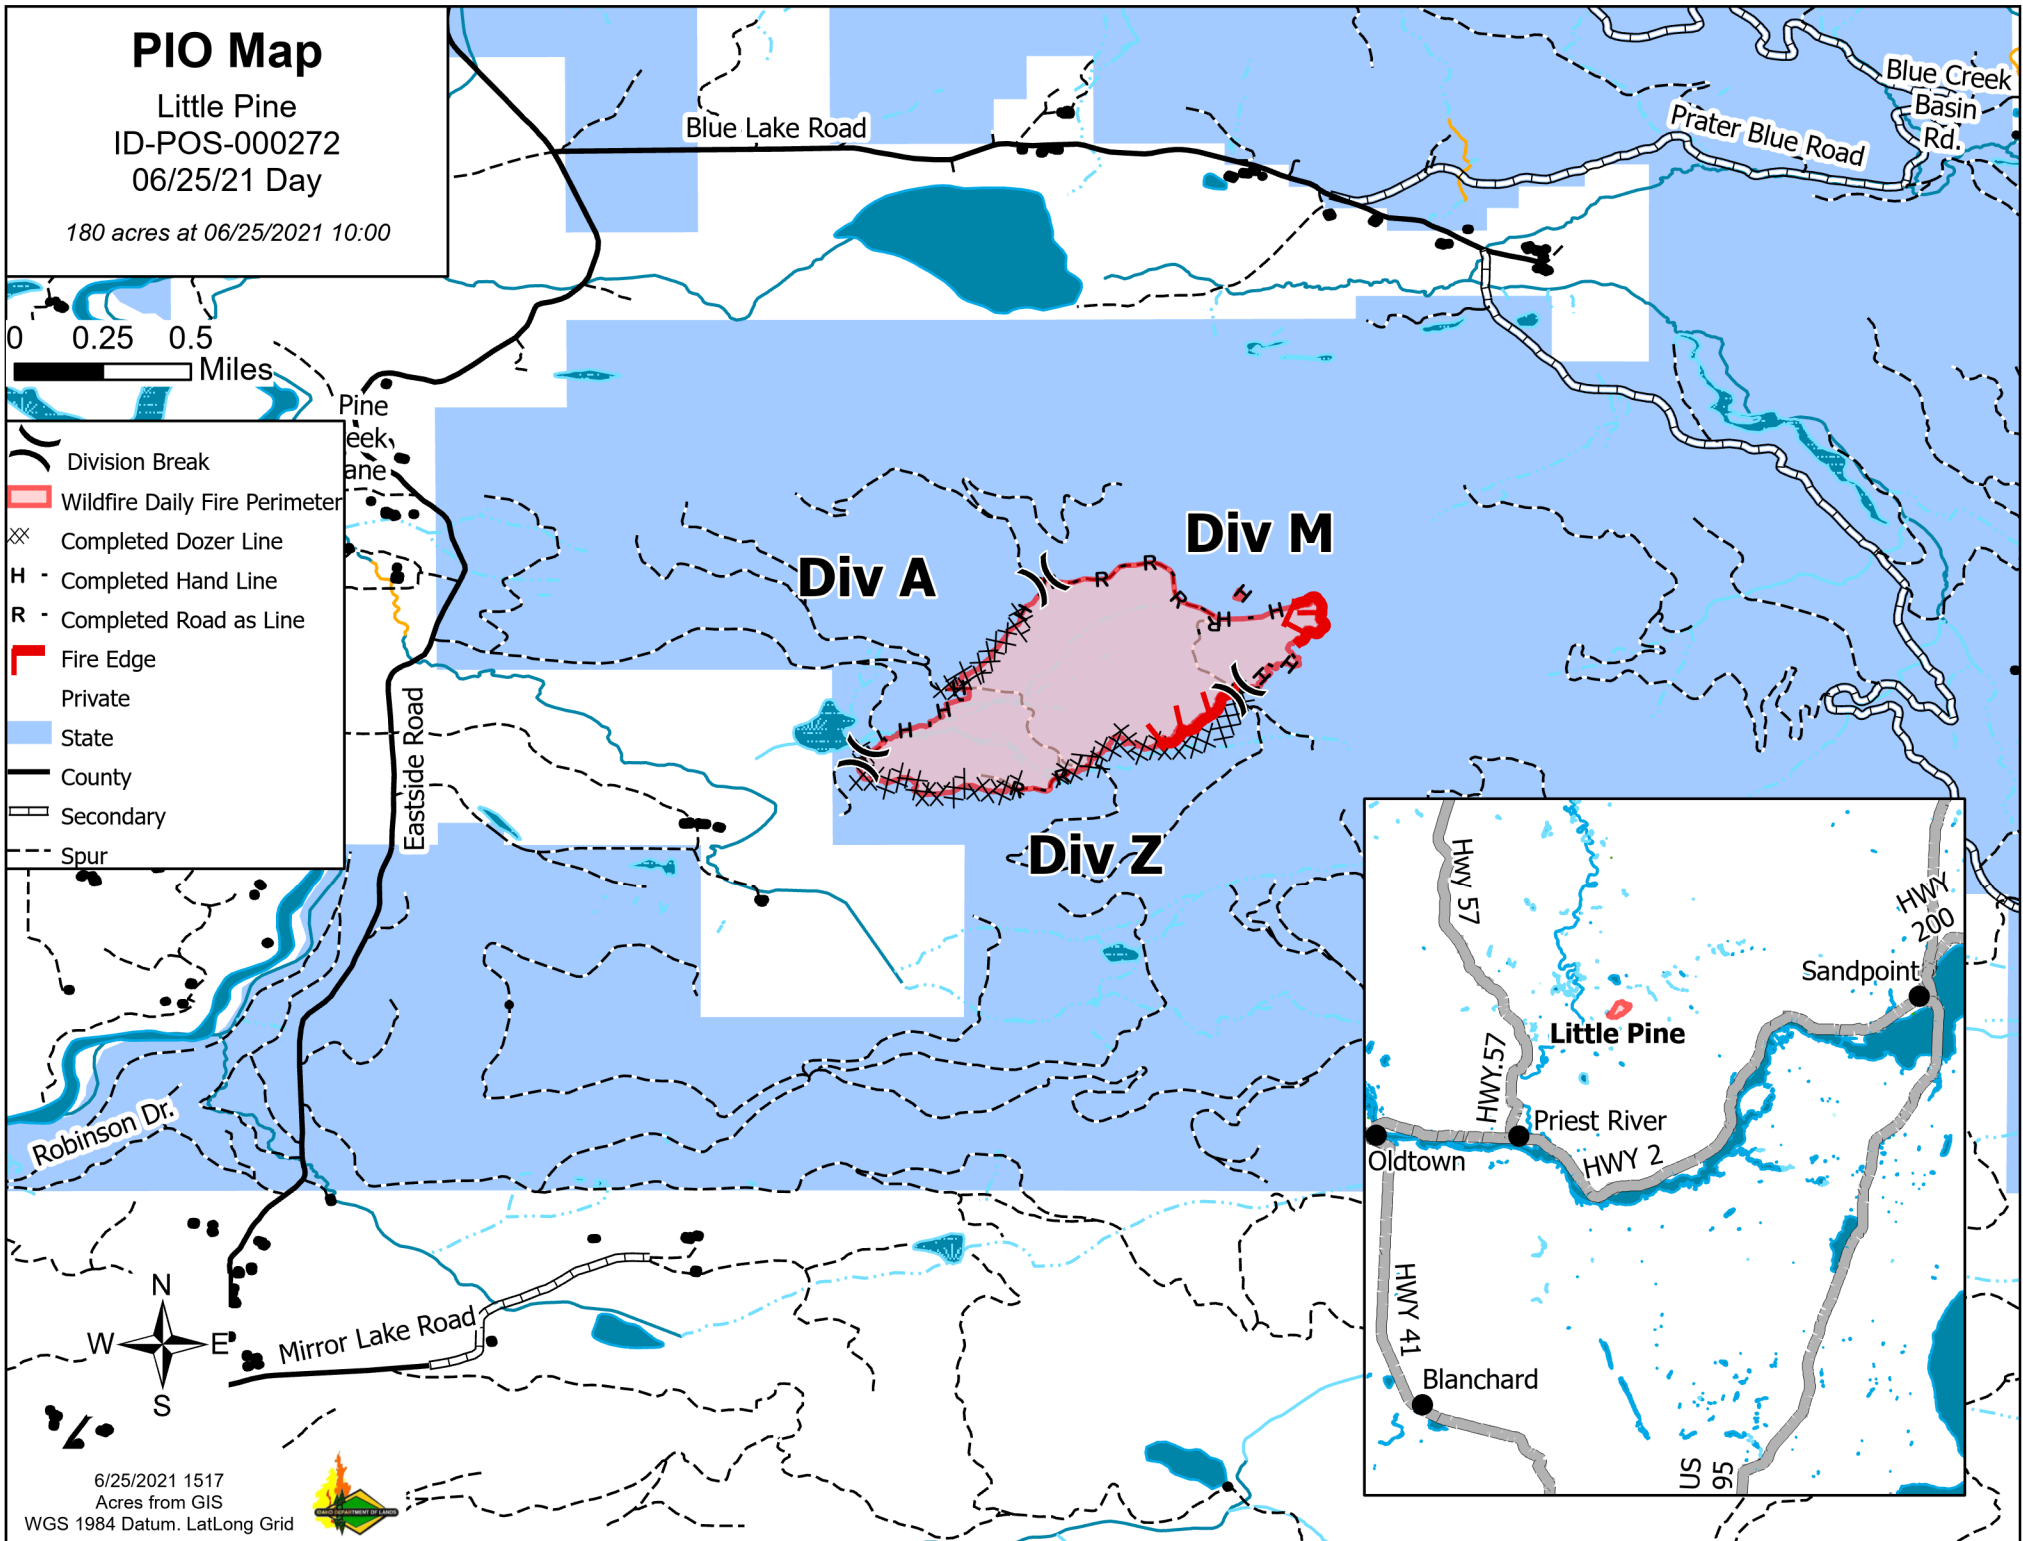 PIO Map
Little Pine
ID-POS-000272
06/25/21 Day
180 acres at 06/25/2021 10:00
0 0.25 0.5
Miles
Blue Lake Road
Prater Blue Road
Blue Creek
Basin
Rd.
Pine
eek
ane
Division Break
Wildfire Daily Fire Perimeter
Completed Dozer Line
H - Completed Hand Line
R - Completed Road as Line
Fire Edge
Private
State
County
Secondary
Spur
Eastside Road
Div A
Div M
Div Z
R
R
R
R
H
H
H
H
H
H
H
R
R
Robinson Dr.
Mirror Lake Road
N
W E
S
Hwy 57
HWY
200
Sandpoint
Little Pine
HWY 57
Priest River
Oldtown
HWY 2
HWY 41
Blanchard
US
95
6/25/2021 1517
Acres from GIS
WGS 1984 Datum. LatLong Grid
IDAHO DEPARTMENT OF LANDS